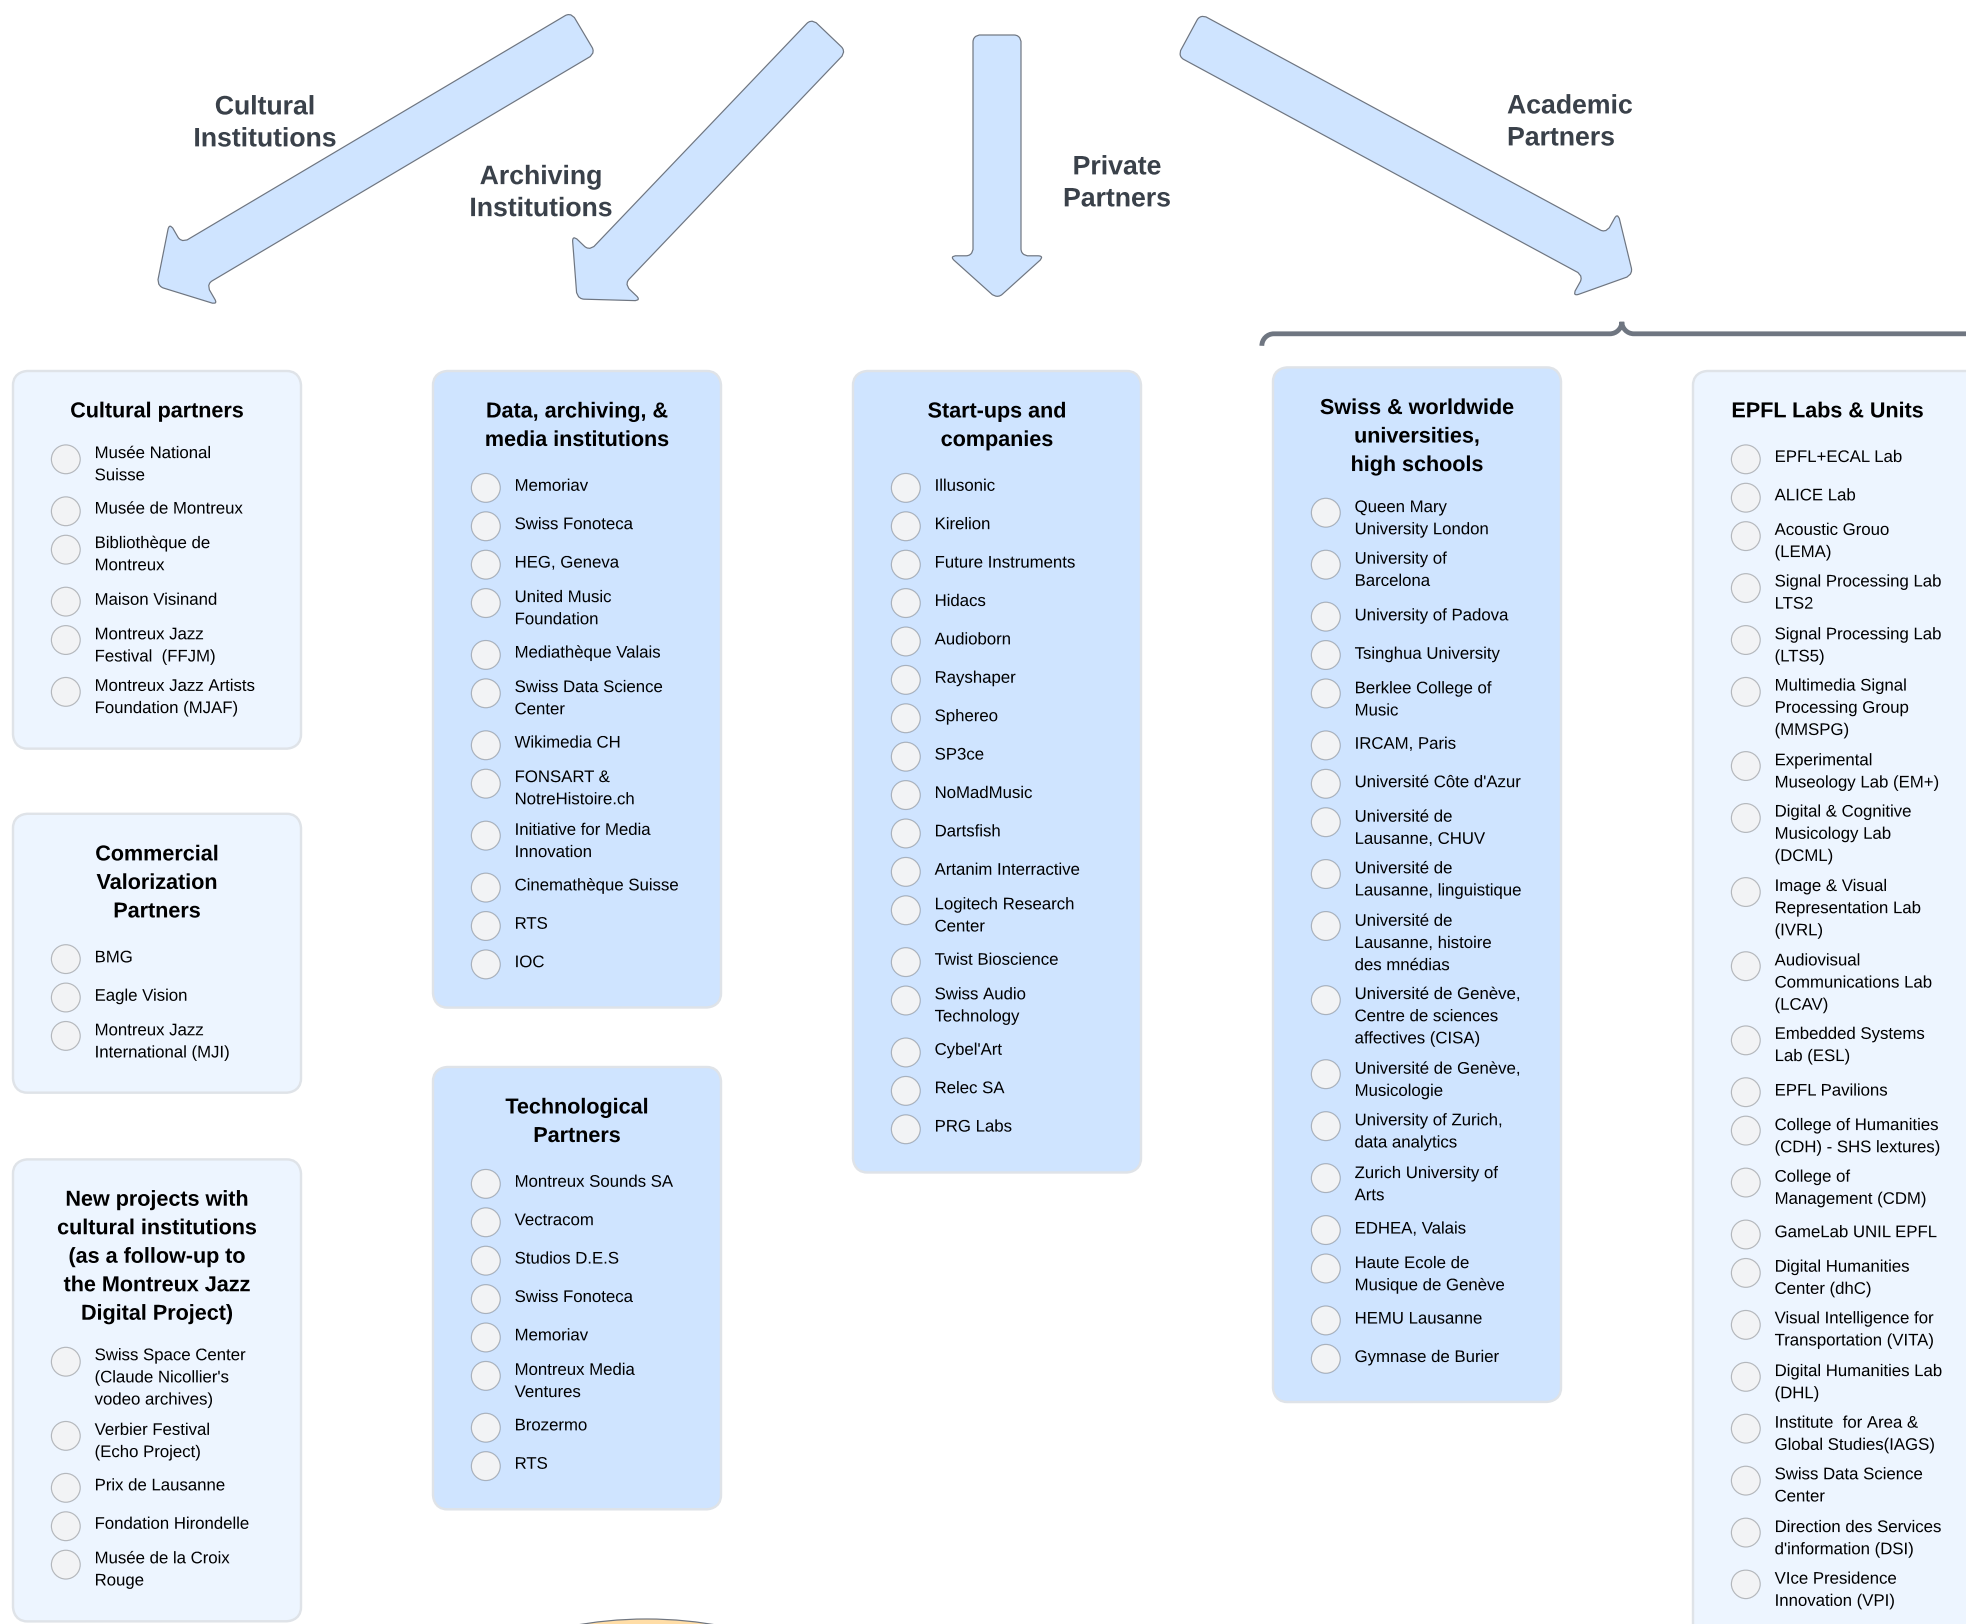 Cultural
Institutions
Archiving
Institutions
Private
Partners
Academic
Partners
Cultural partners
Musée National
Suisse
Musée de Montreux
Bibliothèque de
Montreux
Maison Visinand
Montreux Jazz
Festival  (FFJM)
Montreux Jazz Artists
Foundation (MJAF)
Commercial
Valorization
Partners
BMG
Eagle Vision
Montreux Jazz
International (MJI)
New projects with
cultural institutions
(as a follow-up to
the Montreux Jazz
Digital Project)
Swiss Space Center
(Claude Nicollier's
vodeo archives)
Verbier Festival
(Echo Project)
Prix de Lausanne
Fondation Hirondelle
Musée de la Croix
Rouge
Data, archiving, &
media institutions
Memoriav
Swiss Fonoteca
HEG, Geneva
United Music
Foundation
Mediathèque Valais
Swiss Data Science
Center
Wikimedia CH
FONSART &
NotreHistoire.ch
Initiative for Media
Innovation
Cinemathèque Suisse
RTS
IOC
Technological
Partners
Montreux Sounds SA
Vectracom
Studios D.E.S
Swiss Fonoteca
Memoriav
Montreux Media
Ventures
Brozermo
RTS
Start-ups and
companies
Illusonic
Kirelion
Future Instruments
Hidacs
Audioborn
Rayshaper
Sphereo
SP3ce
NoMadMusic
Dartsfish
Artanim Interractive
Logitech Research
Center
Twist Bioscience
Swiss Audio
Technology
Cybel'Art
Relec SA
PRG Labs
Swiss & worldwide
universities,
high schools
Queen Mary
University London
University of
Barcelona
University of Padova
Tsinghua University
Berklee College of
Music
IRCAM, Paris
Université Côte d'Azur
Université de
Lausanne, CHUV
Université de
Lausanne, linguistique
Université de
Lausanne, histoire
des mnédias
Université de Genève,
Centre de sciences
affectives (CISA)
Université de Genève,
Musicologie
University of Zurich,
data analytics
Zurich University of
Arts
EDHEA, Valais
Haute Ecole de
Musique de Genève
HEMU Lausanne
Gymnase de Burier
EPFL Labs & Units
EPFL+ECAL Lab
ALICE Lab
Acoustic Grouo
(LEMA)
Signal Processing Lab
LTS2
Signal Processing Lab
(LTS5)
Multimedia Signal
Processing Group
(MMSPG)
Experimental
Museology Lab (EM+)
Digital & Cognitive
Musicology Lab
(DCML)
Image & Visual
Representation Lab
(IVRL)
Audiovisual
Communications Lab
(LCAV)
Embedded Systems
Lab (ESL)
EPFL Pavilions
College of Humanities
(CDH) - SHS lextures)
College of
Management (CDM)
GameLab UNIL EPFL
Digital Humanities
Center (dhC)
Visual Intelligence for
Transportation (VITA)
Digital Humanities Lab
(DHL)
Institute  for Area &
Global Studies(IAGS)
Swiss Data Science
Center
Direction des Services
d'information (DSI)
VIce Presidence
Innovation (VPI)